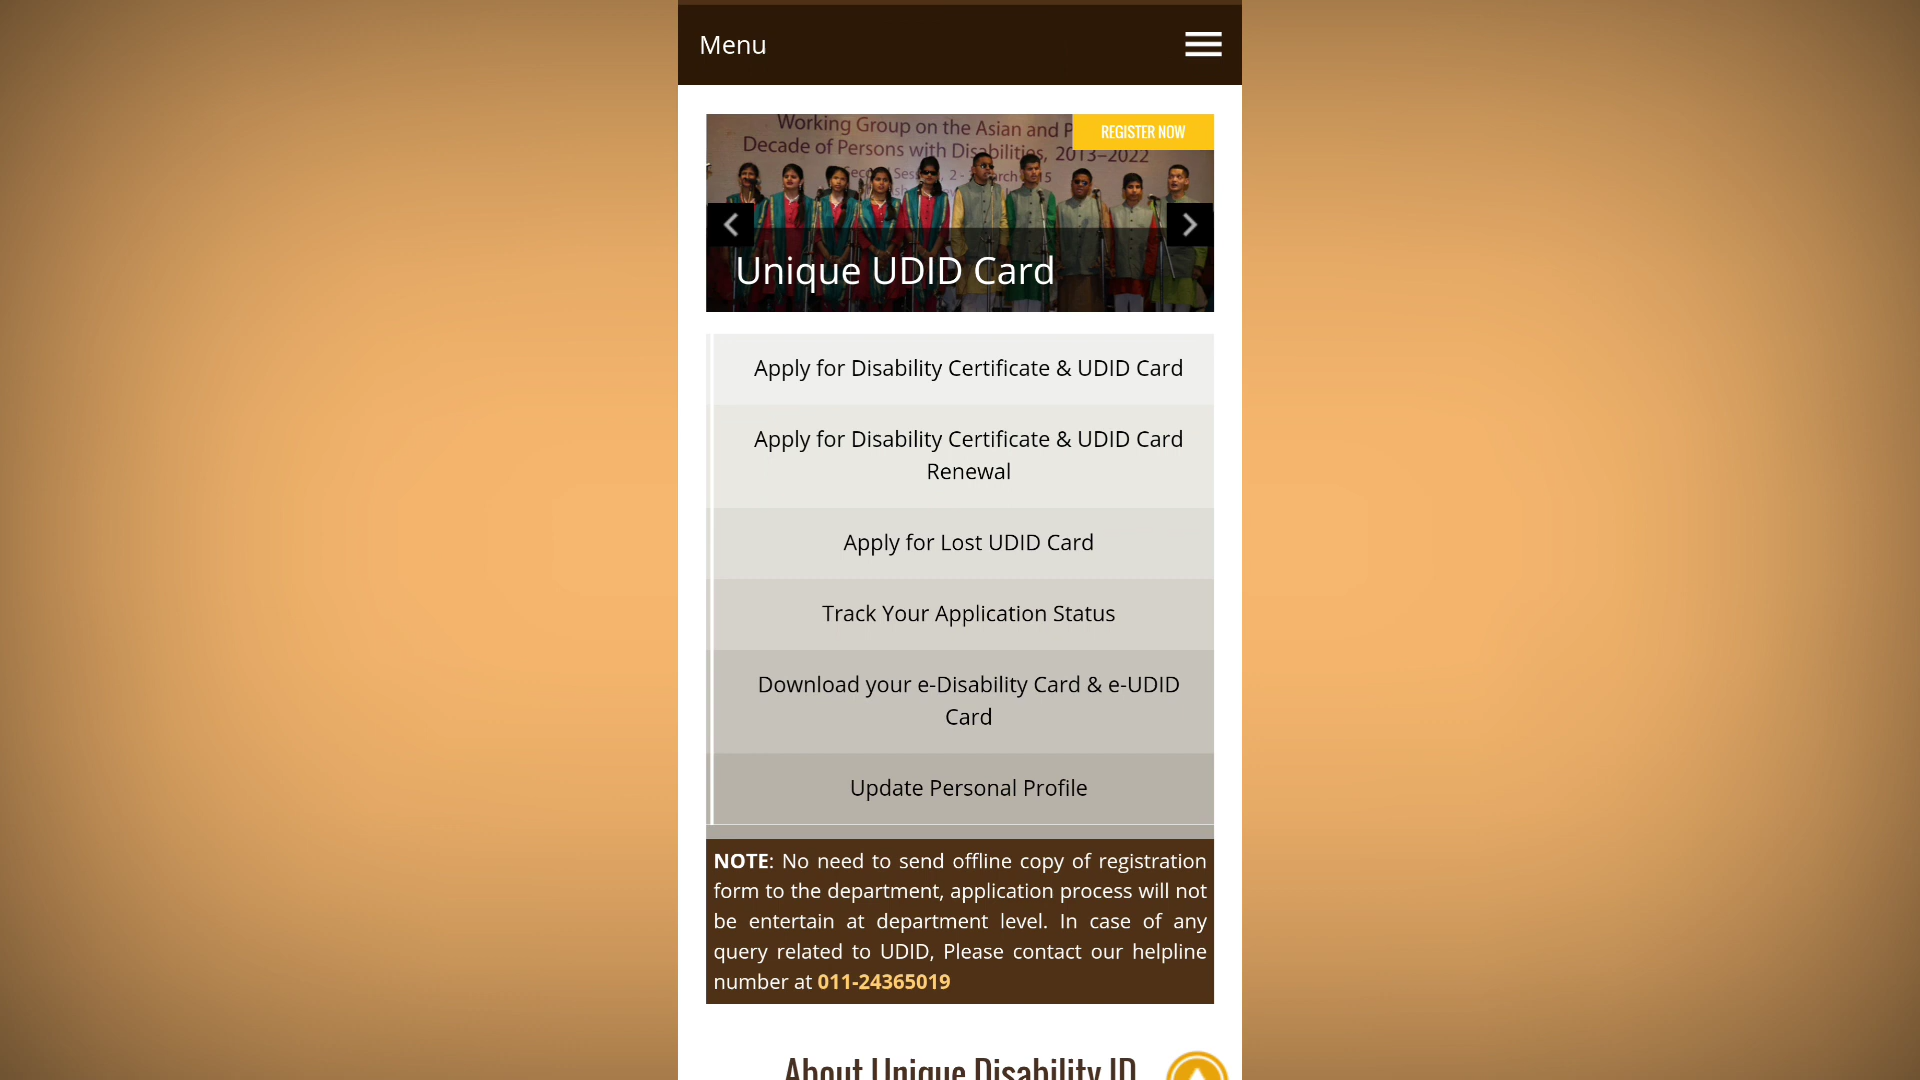 Menu
REGISTER NOW
Working Group on the Asian and P
Decade of Persons with Disabilities, 2013–2022
Unique UDID Card
Apply for Disability Certificate & UDID Card
Apply for Disability Certificate & UDID Card
Renewal
Apply for Lost UDID Card
Track Your Application Status
Download your e-Disability Card & e-UDID
Card
Update Personal Profile
NOTE: No need to send offline copy of registration
form to the department, application process will not
be entertain at department level. In case of any
query related to UDID, Please contact our helpline
number at 011-24365019
About Unique Disability ID